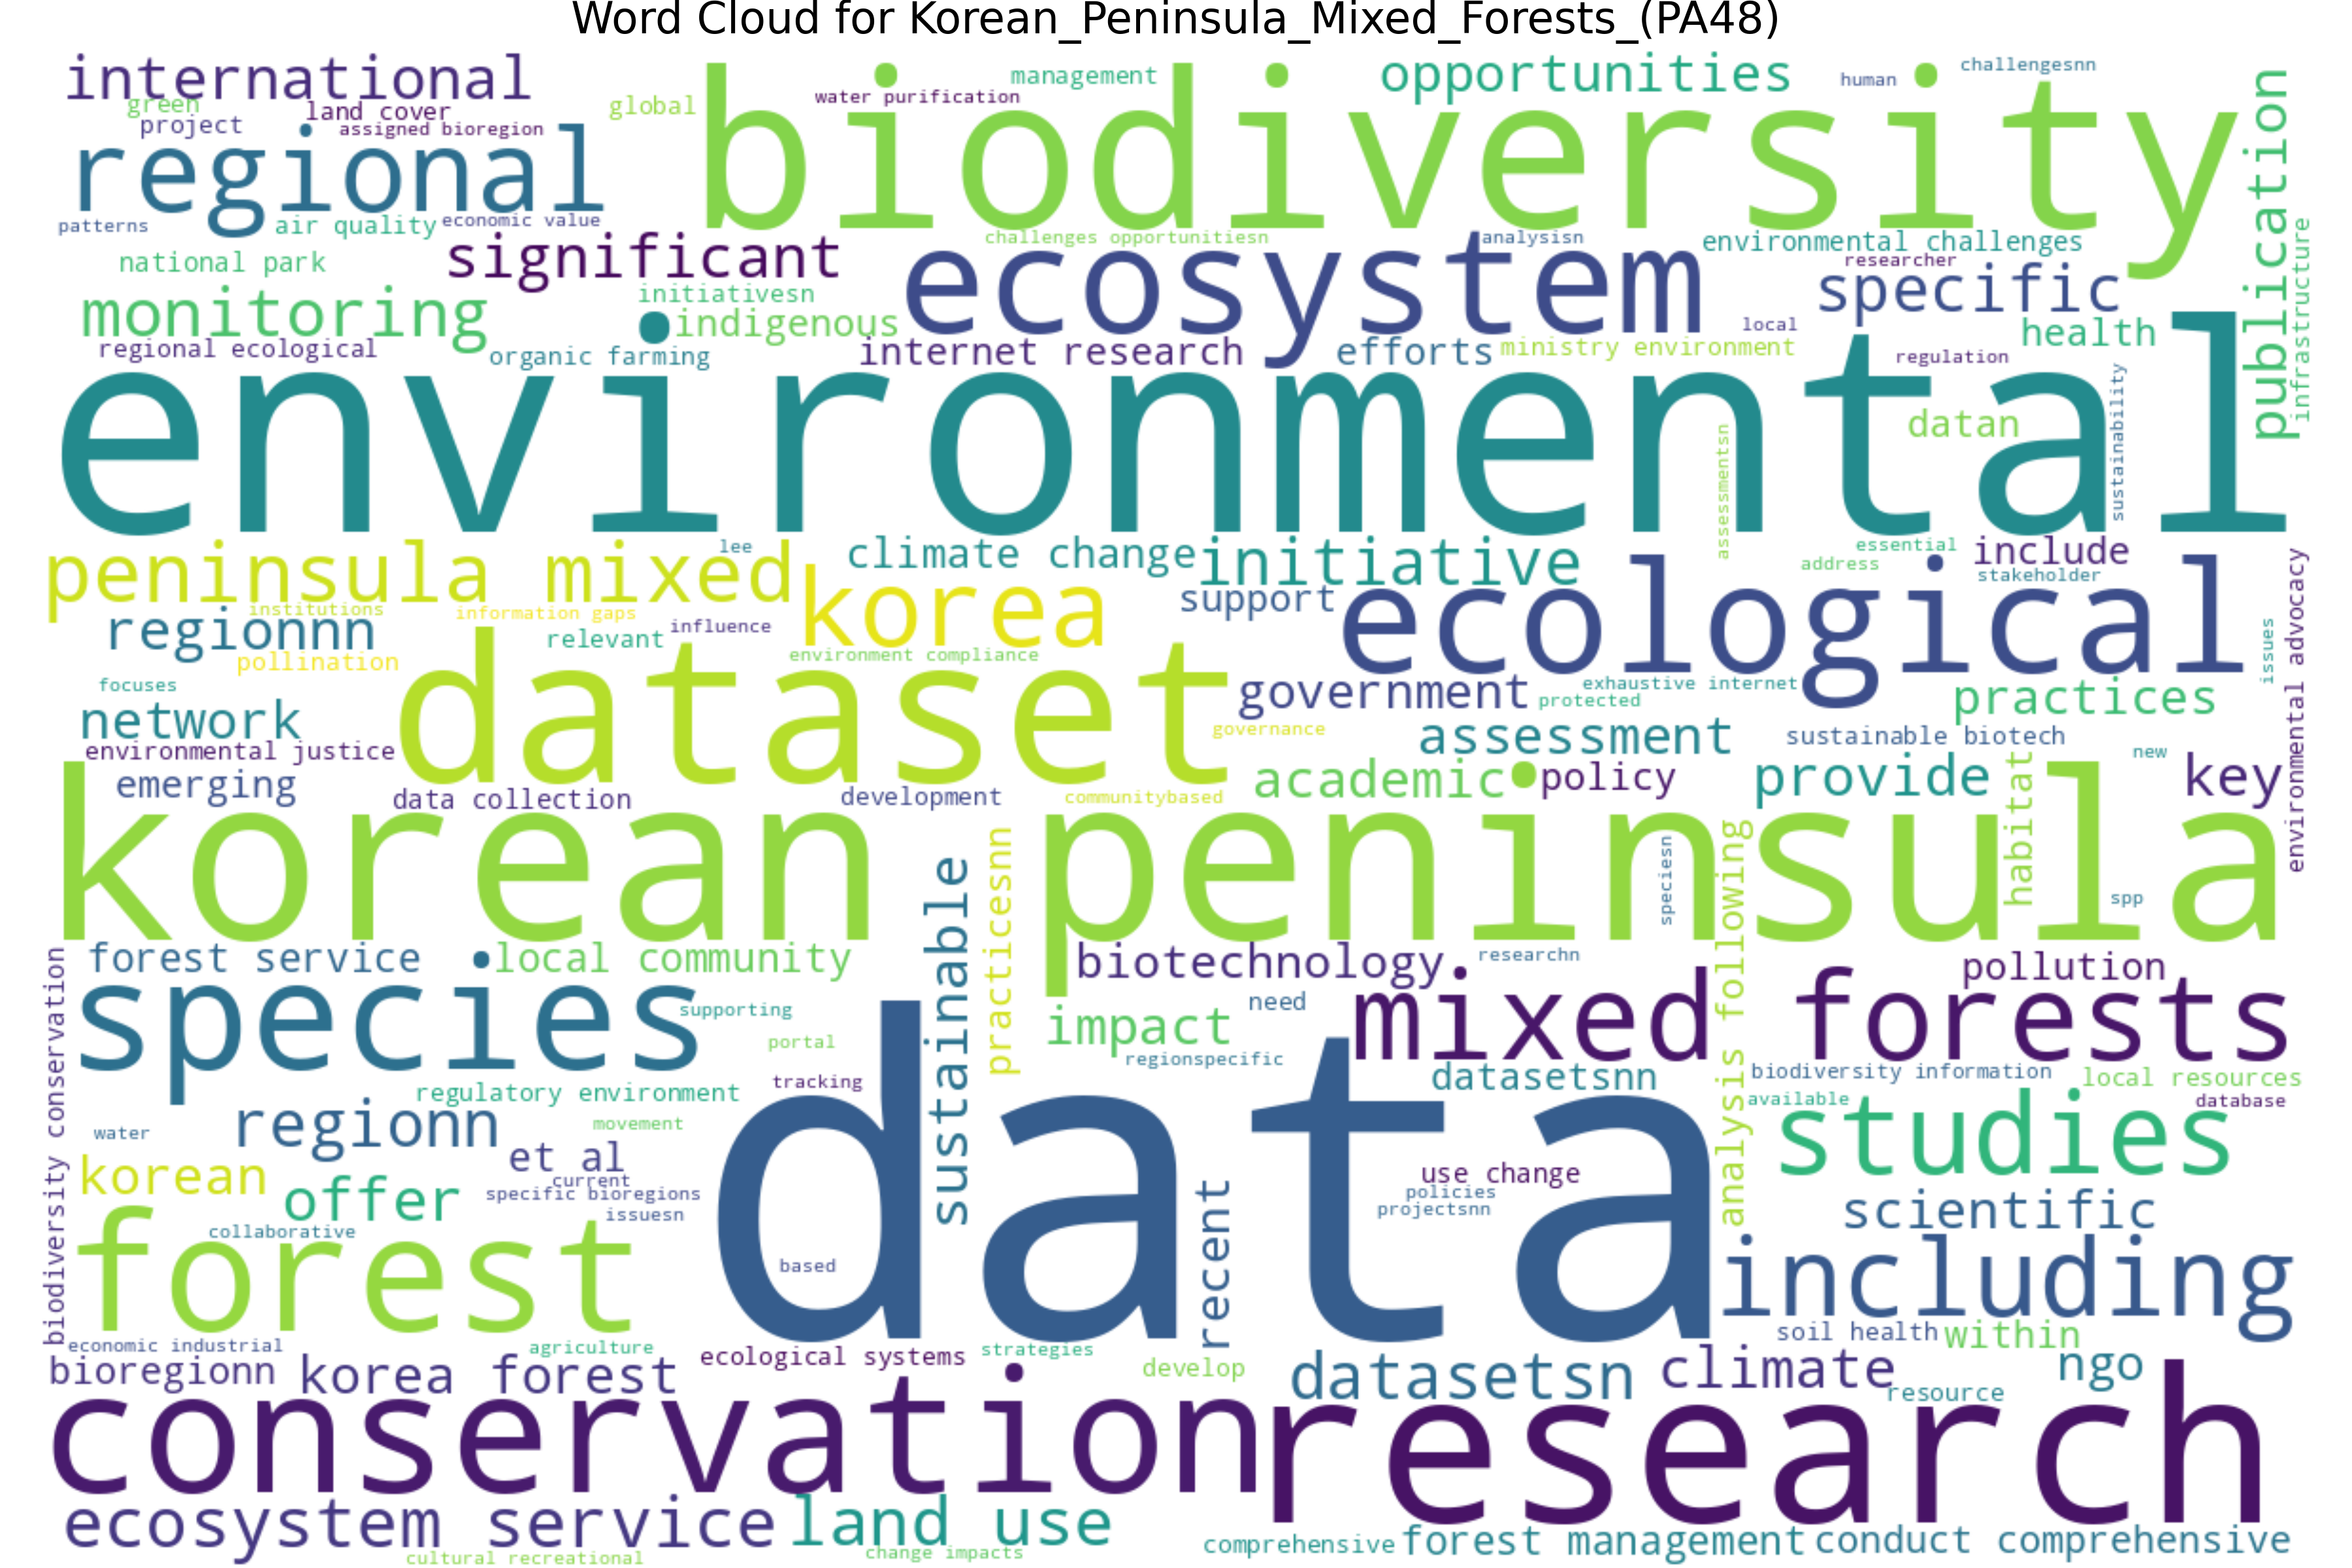 Word Cloud for Korean_Peninsula_Mixed_Forests_(PA48)
international
green
project
land cover
assigned bioregion
global
water purification
management
opportunities
human
challengesnn
biodiversity
publication
regional
patterns
air quality
economic value
national park
significant
challenges opportunitiesn
analysisn
environmental challenges
researcher
ecosystem
specific
infrastructure
monitoring
initiativesn
indigenous
local
health
regional ecological
organic farming
internet research
efforts
ministry environment
regulation
environmental
datan
sustainability
assessmentsn
peninsula mixed
lee
climate change
initiative
essential
include
address
stakeholder
environmental advocacy
institutions
information gaps
korea
support
ecological
regionnn
relevant
influence
pollination
environment compliance
issues
focuses
dataset
government
exhaustive internet
protected
practices
network
governance
assessment
sustainable biotech
new
environmental justice
emerging
data collection
development
communitybased
academic
policy
provide
key
habitat
korean peninsula
speciesn
spp
analysis following
sustainable
practicesnn
forest service
local community
biotechnology
researchn
pollution
biodiversity conservation
species
supporting
impact
need
mixed forests
portal
regionspecific
tracking
regulatory environment
datasetsnn
biodiversity information
local resources
available
database
regionn
water
movement
data
studies
et al
korean
current
specific bioregions
offer
issuesn
use change
policies
projectsnn
recent
scientific
collaborative
forest
based
including
economic industrial
agriculture
ecological systems
strategies
soil health
within
bioregionn
korea forest
develop
datasetsn
climate
ngo
resource
conservation
research
ecosystem service
land use
comprehensive
forest management
conduct comprehensive
cultural recreational
change impacts